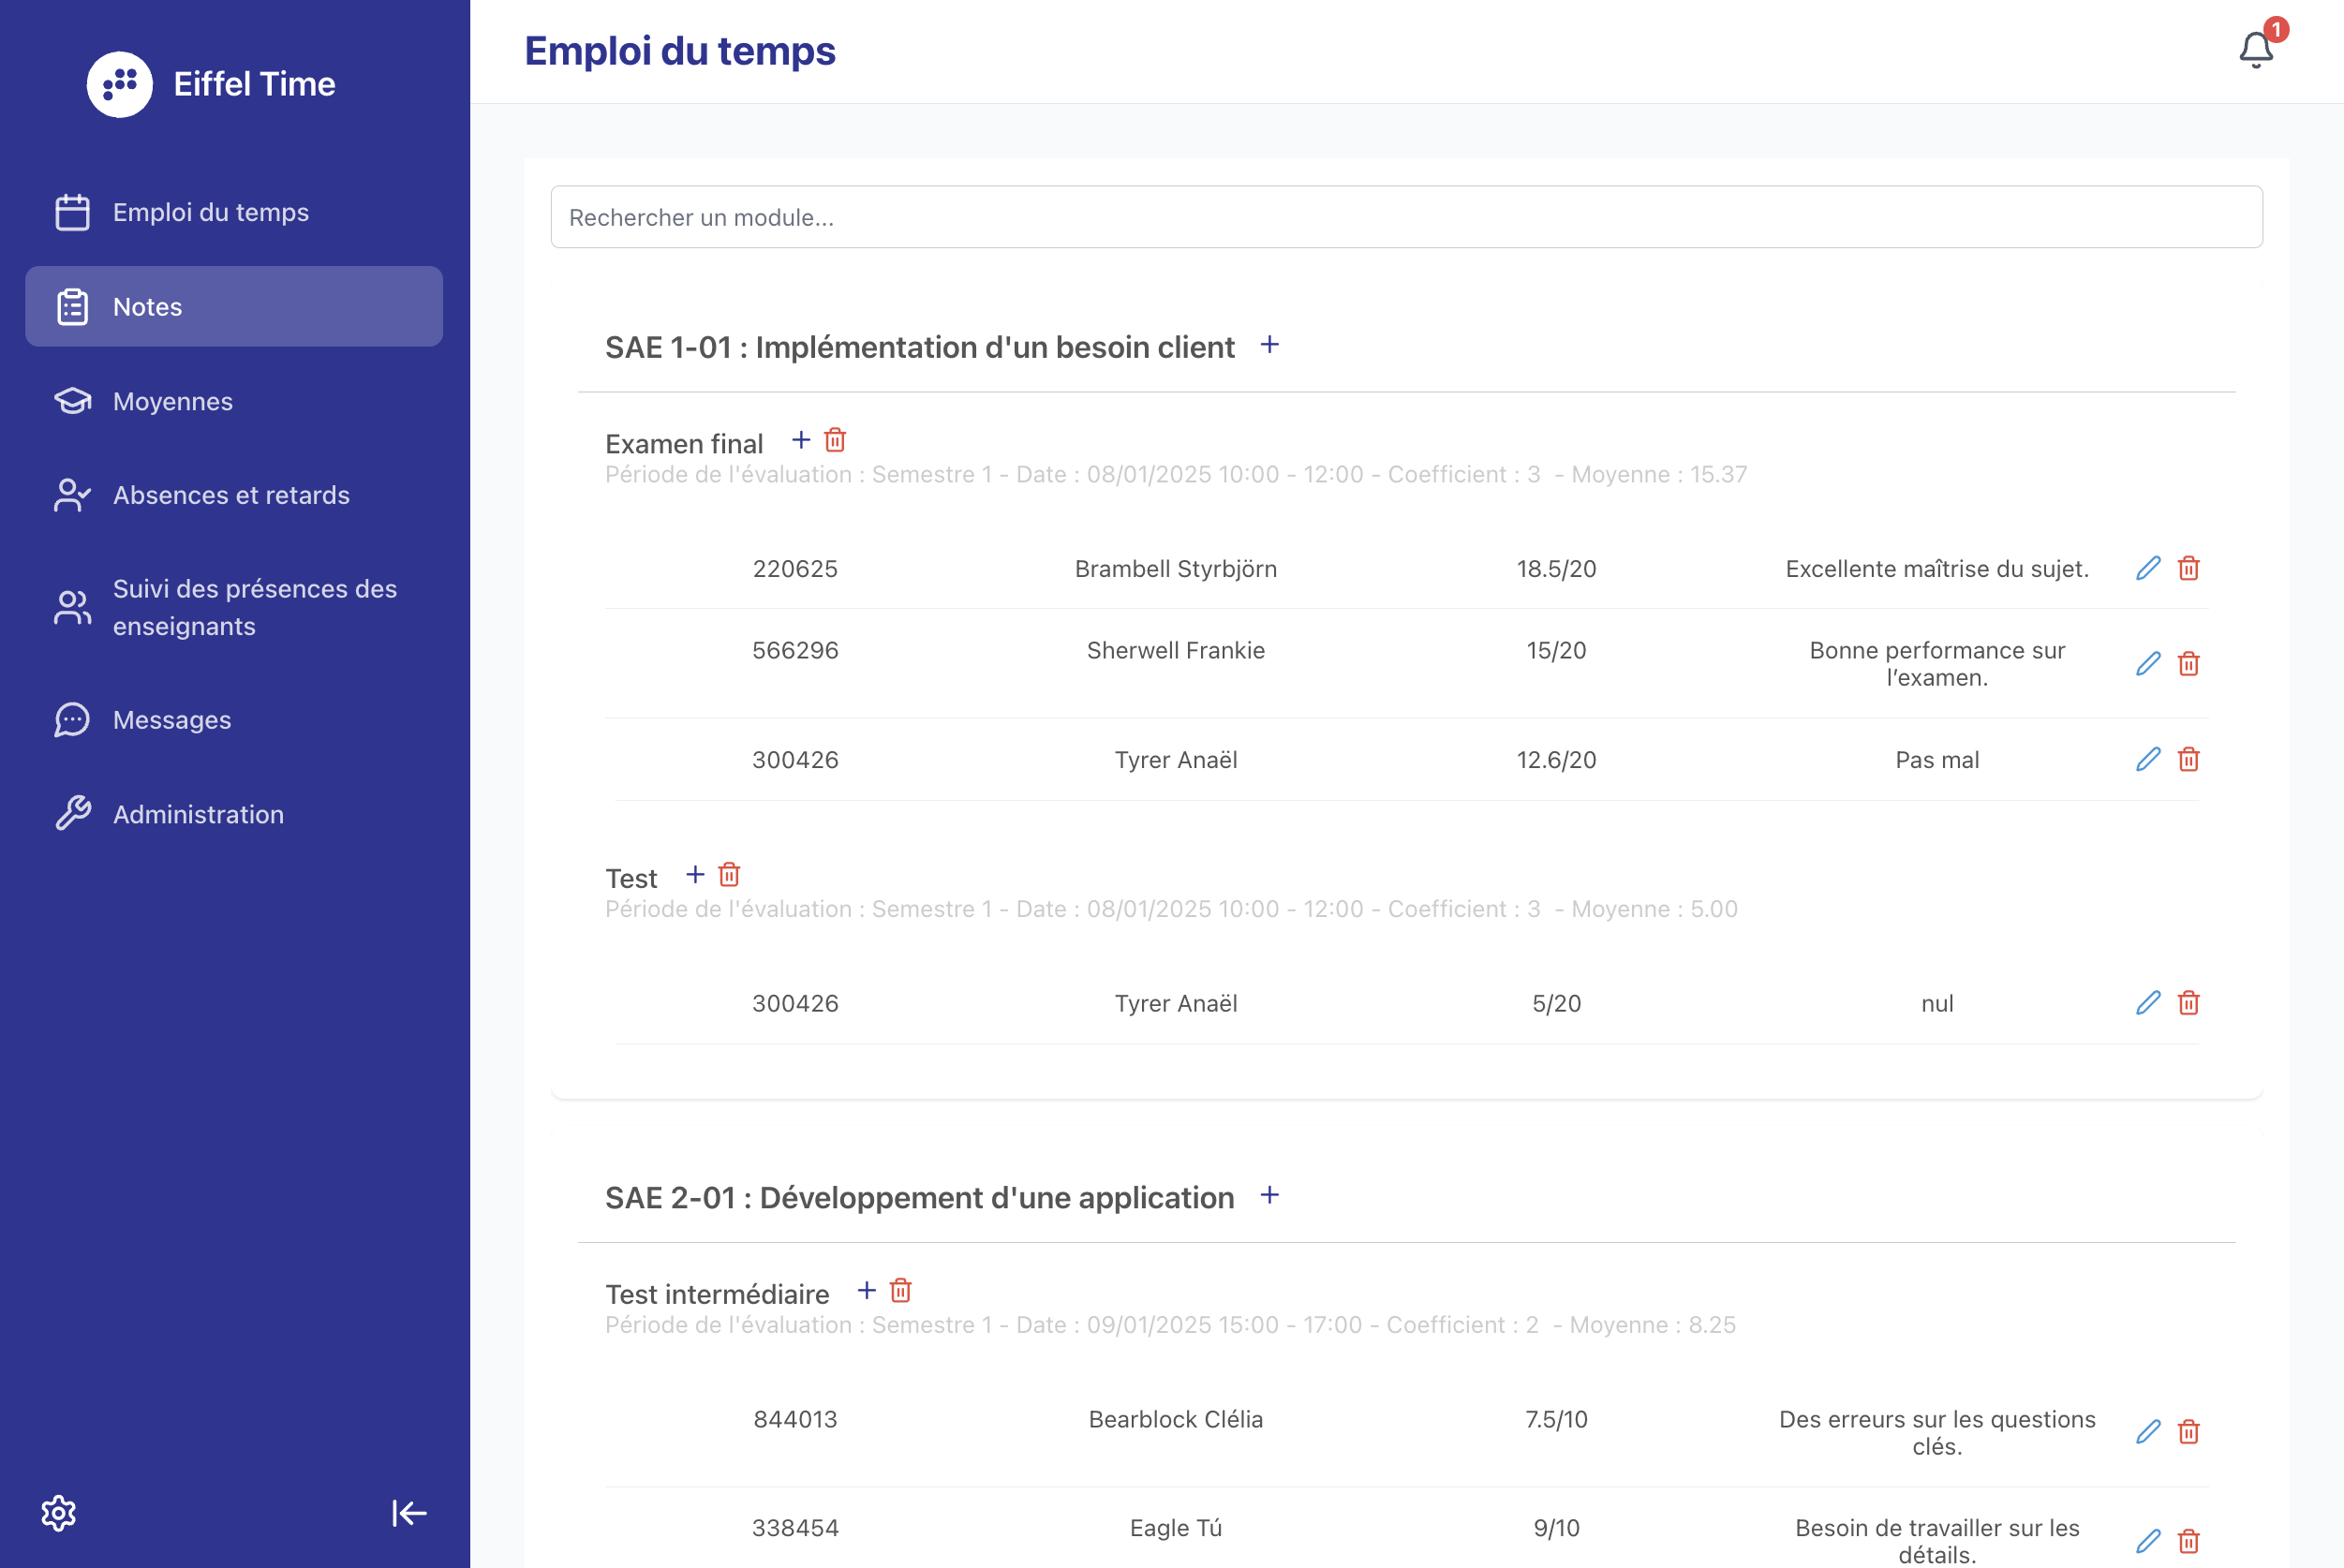 Eiffel Time
Emploi du temps
Notes
Moyennes
Absences et retards
Suivi des présences des
enseignants
Messages
Administration
Emploi du temps
1
Rechercher un module...
SAE 1-01 : Implémentation d'un besoin client +
Examen final +
Période de l'évaluation : Semestre 1 - Date : 08/01/2025 10:00 - 12:00 - Coefficient : 3 - Moyenne : 15.37
220625 Brambell Styrbjörn 18.5/20 Excellente maîtrise du sujet.
566296 Sherwell Frankie 15/20 Bonne performance sur
l’examen.
300426 Tyrer Anaël 12.6/20 Pas mal
Test +
Période de l'évaluation : Semestre 1 - Date : 08/01/2025 10:00 - 12:00 - Coefficient : 3 - Moyenne : 5.00
300426 Tyrer Anaël 5/20 nul
SAE 2-01 : Développement d'une application +
Test intermédiaire +
Période de l'évaluation : Semestre 1 - Date : 09/01/2025 15:00 - 17:00 - Coefficient : 2 - Moyenne : 8.25
844013 Bearblock Clélia 7.5/10 Des erreurs sur les questions
clés.
338454 Eagle Tú 9/10 Besoin de travailler sur les
détails.